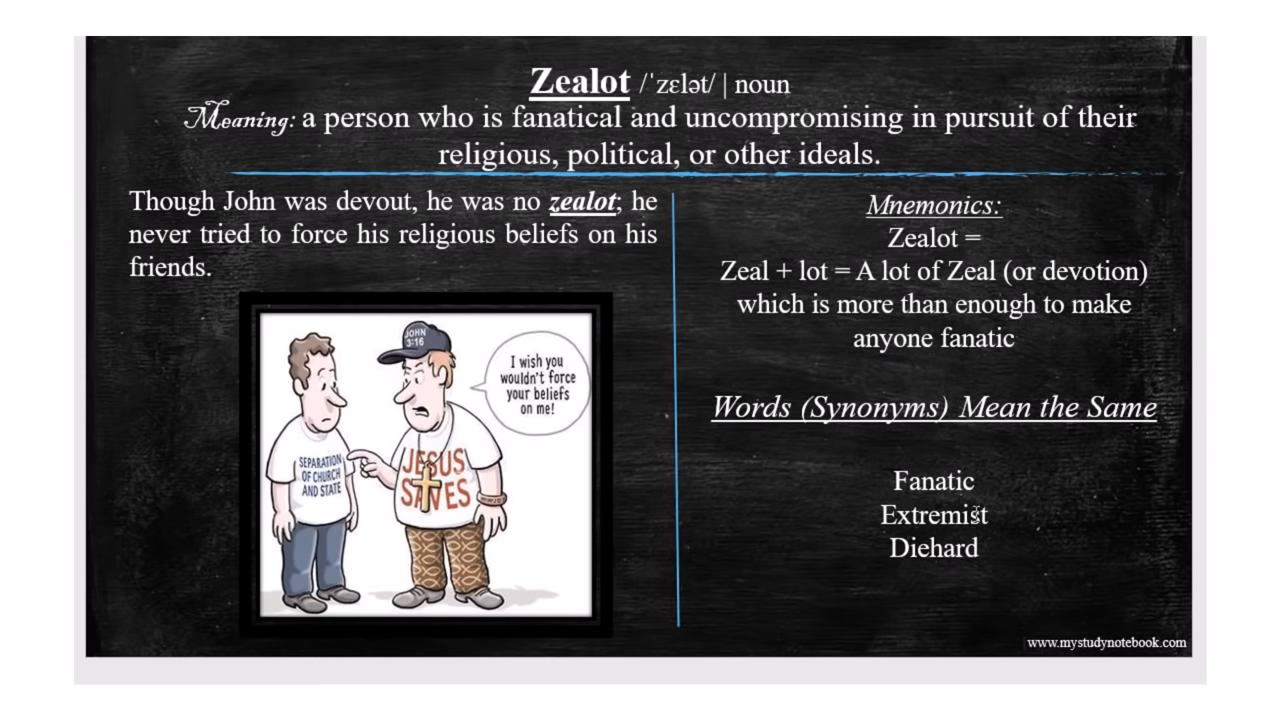 Zealot /ˈzɛlət/ | noun
Meaning: a person who is fanatical and uncompromising in pursuit of their
religious, political, or other ideals.
Though John was devout, he was no zealot; he
never tried to force his religious beliefs on his
friends.
JOHN
3:16
I wish you
wouldn't force
your beliefs
on me!
SEPARATION
OF CHURCH
AND STATE
JESUS
SAVES
Mnemonics:
Zealot =
Zeal + lot = A lot of Zeal (or devotion)
which is more than enough to make
anyone fanatic
Words (Synonyms) Mean the Same
Fanatic
Extremist
Diehard
www.mystudynotebook.com